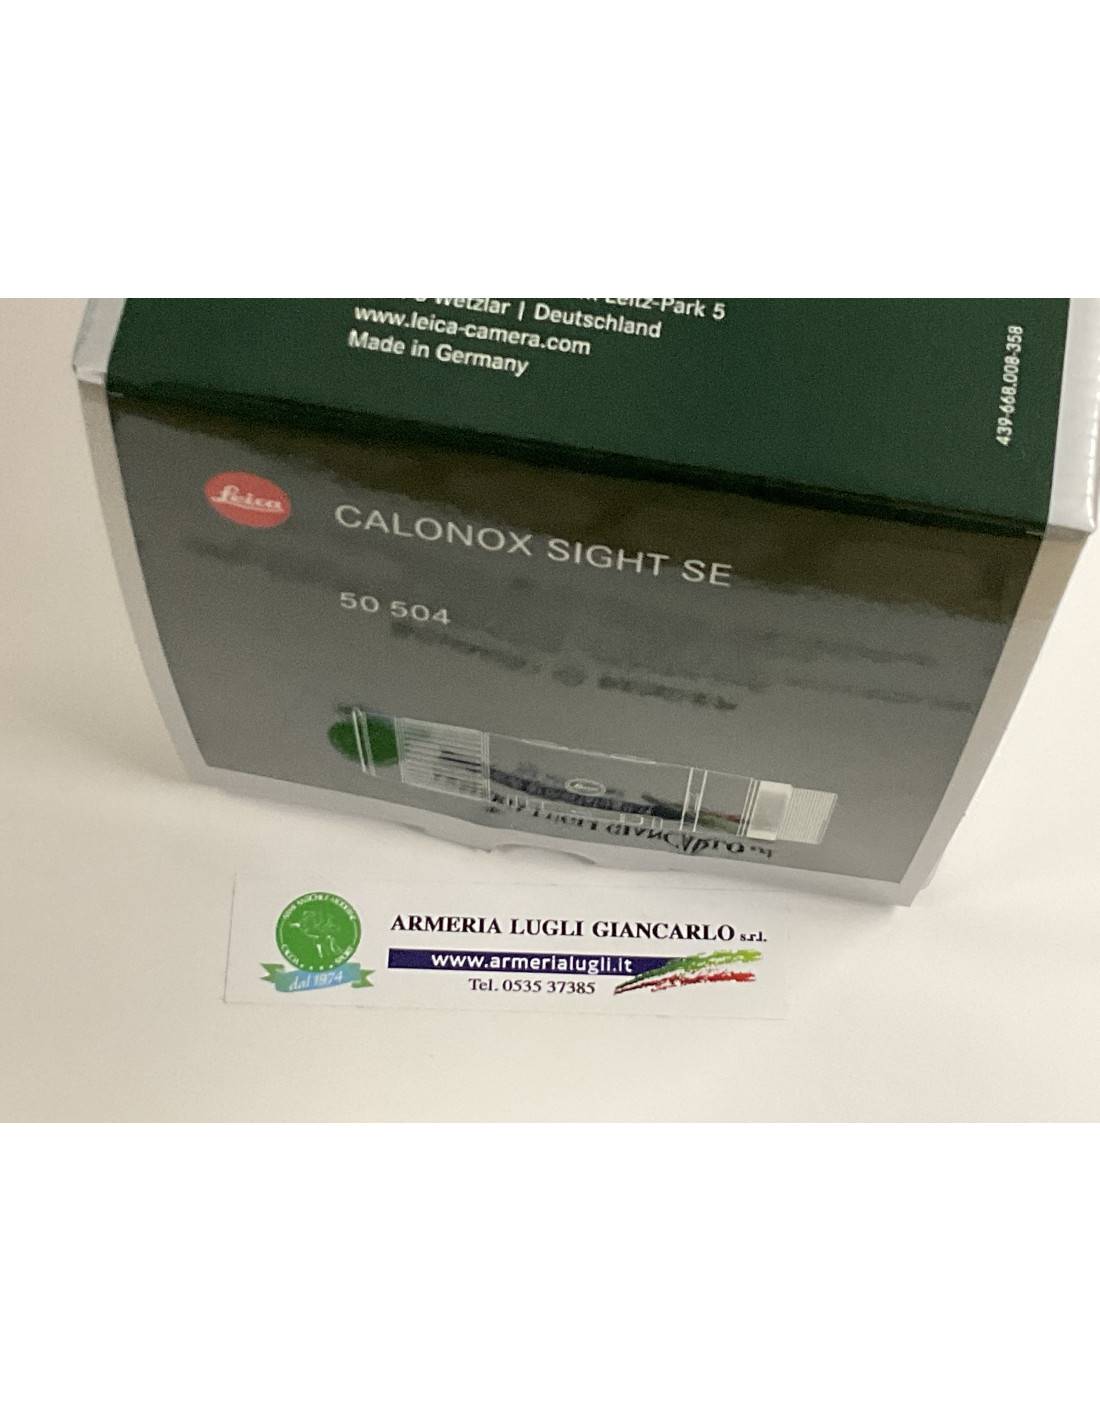 Leitz-Park 5
Wetzlar | Deutschland
www.leica-camera.com
Made in Germany
439-668.008-358
Leica
CALONOX SIGHT SE
50 504
Leica
ARMERIA LUGLI GIANCARLO s.r.l.
www.armerialugli.it
Tel. 0535 37385
dal 1974